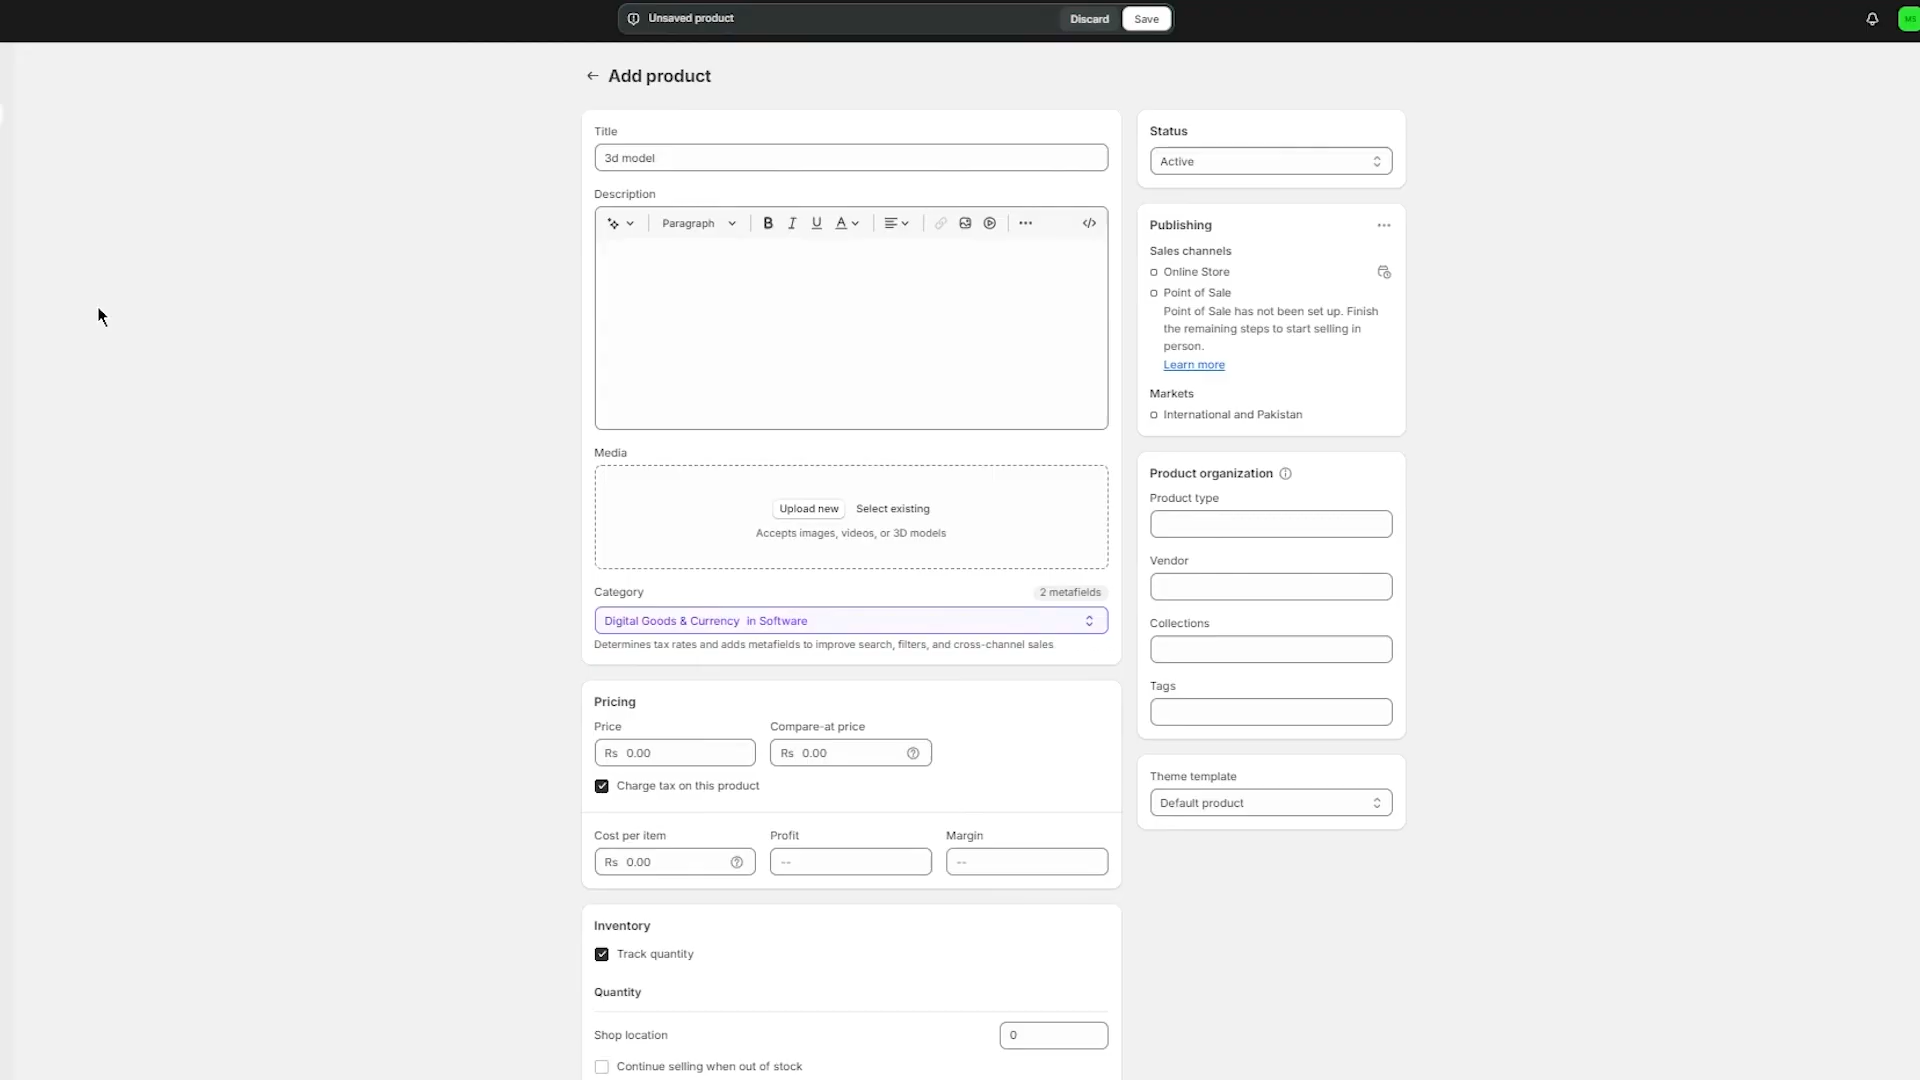 Unsaved product
Discard
Save
MS
Add product
Title
3d model
Description
Paragraph
B I U A
Media
Upload new
Select existing
Accepts images, videos, or 3D models
Category
2 metafields
Digital Goods & Currency in Software
Determines tax rates and adds metafields to improve search, filters, and cross-channel sales
Pricing
Price
Compare-at price
Rs 0.00
Rs 0.00
Charge tax on this product
Cost per item
Profit
Margin
Rs 0.00
--
--
Inventory
Track quantity
Quantity
Shop location
0
Continue selling when out of stock
Status
Active
Publishing
Sales channels
Online Store
Point of Sale
Point of Sale has not been set up. Finish
the remaining steps to start selling in
person.
Learn more
Markets
International and Pakistan
Product organization
Product type
Vendor
Collections
Tags
Theme template
Default product